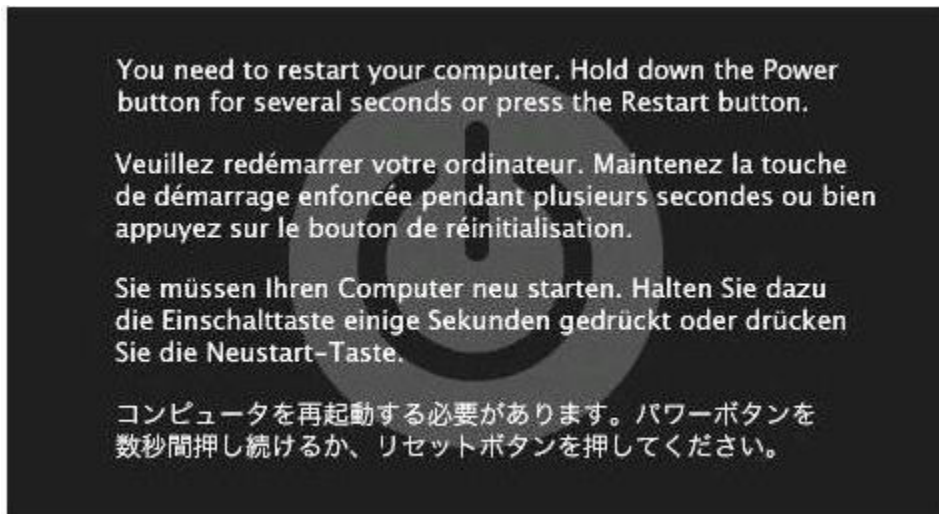 You need to restart your computer. Hold down the Power
button for several seconds or press the Restart button.
Veuillez redémarrer votre ordinateur. Maintenez la touche
de démarrage enfoncée pendant plusieurs secondes ou bien
appuyez sur le bouton de réinitialisation.
Sie müssen Ihren Computer neu starten. Halten Sie dazu
die Einschalttaste einige Sekunden gedrückt oder drücken
Sie die Neustart-Taste.
コンピュータを再起動する必要があります。パワーボタンを
数秒間押し続けるか、リセットボタンを押してください。